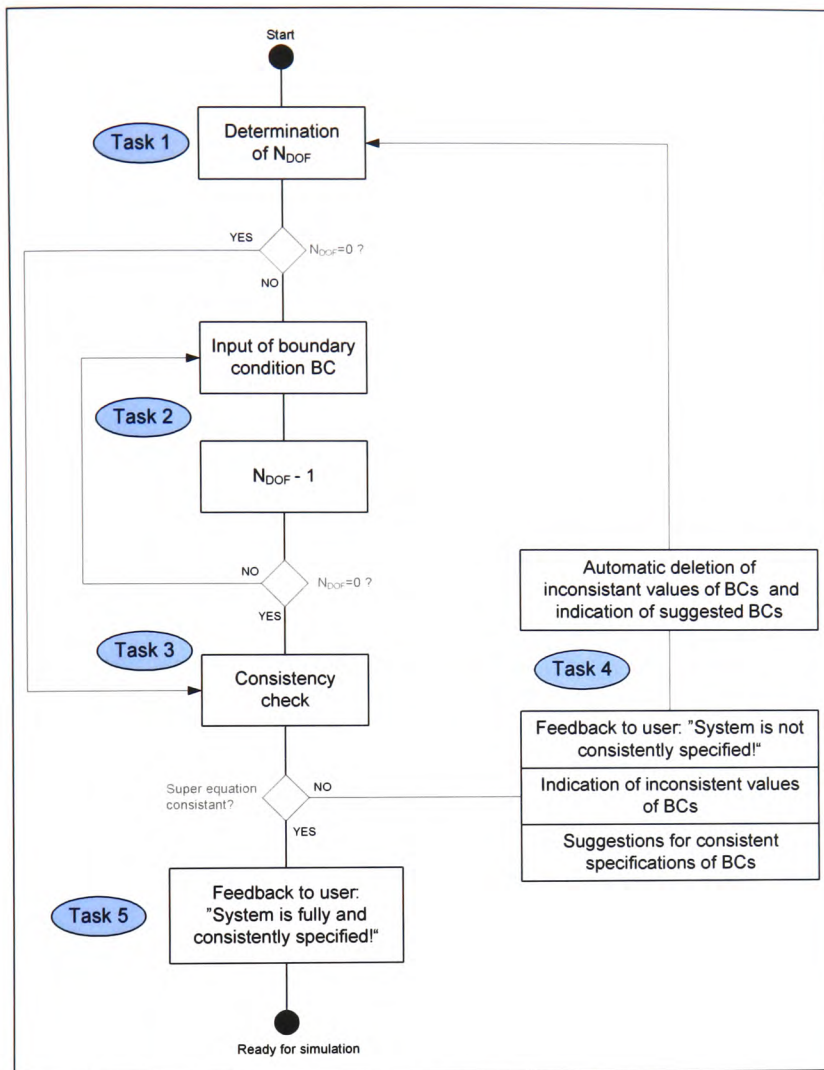 Start
Task 1
Determination
of NDOF
YES
NDOF=0 ?
NO
Input of boundary
condition BC
Task 2
NDOF - 1
NO
NDOF=0 ?
YES
Task 3
Consistency
check
Super equation
consistant?
NO
YES
Automatic deletion of
inconsistant values of BCs and
indication of suggested BCs
Task 4
Feedback to user: ”System is not
consistently specified!“
Indication of inconsistent values
of BCs
Suggestions for consistent
specifications of BCs
Task 5
Feedback to user:
”System is fully and
consistently specified!“
Ready for simulation